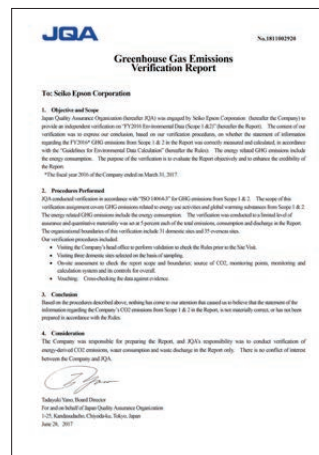 JQA
No.1811002920
Greenhouse Gas Emissions
Verification Report
To: Seiko Epson Corporation
1. Objective and Scope
Japan Quality Assurance Organization (hereafter JQA) was engaged by Seiko Epson Corporation (hereafter the Company) to
provide an independent verification on "FY2016 Environmental Data (Scope 1 &2)" (hereafter the Report). The content of our
verification was to express our conclusion, based on our verification procedures, on whether the statement of information
regarding the FY2016* GHG emissions from Scope 1 & 2 in the Report was correctly measured and calculated, in accordance
with the "Guidelines for Environmental Data Calculation" (hereafter the Rules). The energy related GHG emissions include
the energy consumption. The purpose of the verification is to evaluate the Report objectively and to enhance the credibility of
the Report.
*The fiscal year 2016 of the Company ended on March 31, 2017.
2. Procedures Performed
JQA conducted verification in accordance with "ISO 14064-3" for GHG emissions from Scope 1 & 2. The scope of this
verification assignment covers GHG emissions related to energy use activities and global warming substances from Scope 1 & 2.
The energy-related GHG emissions include the energy consumption. The verification was conducted to a limited level of
assurance and quantitative materiality was set at 5 percent each of the total emissions, consumption and discharge in the Report.
The organizational boundaries of this verification include 31 domestic sites and 35 overseas sites.
Our verification procedures included:
• Visiting the Company's head office to perform validation to check the Rules prior to the Site Visit.
• Visiting three domestic sites selected on the basis of sampling.
• On-site assessment to check the report scope and boundaries; source of CO2, monitoring points, monitoring and
calculation system and its controls for overall.
• Vouching: Cross-checking the data against evidence.
3. Conclusion
Based on the procedures described above, nothing has come to our attention that caused us to believe that the statement of the
information regarding the Company's CO2 emissions from Scope 1 & 2 in the Report, is not materially correct, or has not been
prepared in accordance with the Rules.
4. Consideration
The Company was responsible for preparing the Report, and JQA's responsibility was to conduct verification of
energy-derived CO2 emissions, water consumption and waste discharge in the Report only. There is no conflict of interest
between the Company and JQA.
Tadayuki Yano, Board Director
For and on behalf of Japan Quality Assurance Organization
1-25, Kandasudacho, Chiyoda-ku, Tokyo, Japan
June 28, 2017